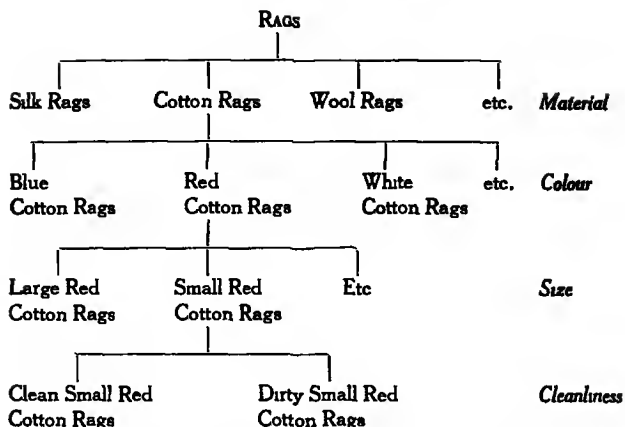 RAGS
Silk Rags Cotton Rags Wool Rags etc. Material
Blue Red White etc. Colour
Cotton Rags Cotton Rags Cotton Rags
Large Red Small Red Etc Size
Cotton Rags Cotton Rags
Clean Small Red Dirty Small Red Cleanliness
Cotton Rags Cotton Rags